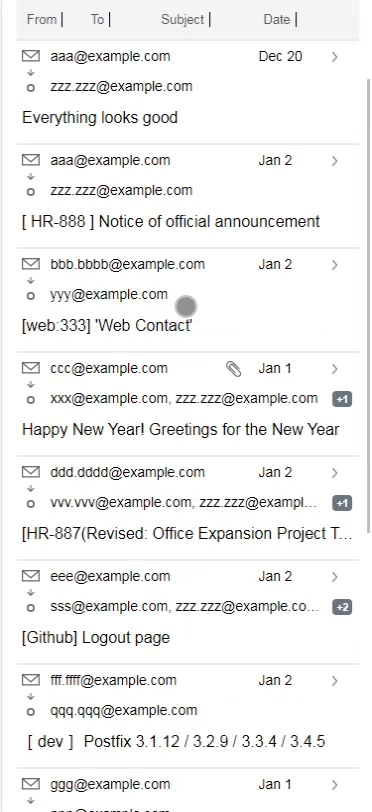 From | To | Subject | Date |
aaa@example.com Dec 20
zzz.zzz@example.com
Everything looks good
aaa@example.com Jan 2
zzz.zzz@example.com
[ HR-888 ] Notice of official announcement
bbb.bbbb@example.com Jan 2
yyy@example.com
[web:333] 'Web Contact'
ccc@example.com Jan 1
xxx@example.com, zzz.zzz@example.com +1
Happy New Year! Greetings for the New Year
ddd.dddd@example.com Jan 2
vvv.vvv@example.com, zzz.zzz@exampl... +1
[HR-887(Revised: Office Expansion Project T...
eee@example.com Jan 2
sss@example.com, zzz.zzz@example.co... +2
[Github] Logout page
fff.ffff@example.com Jan 2
qqq.qqq@example.com
[ dev ] Postfix 3.1.12 / 3.2.9 / 3.3.4 / 3.4.5
ggg@example.com Jan 1